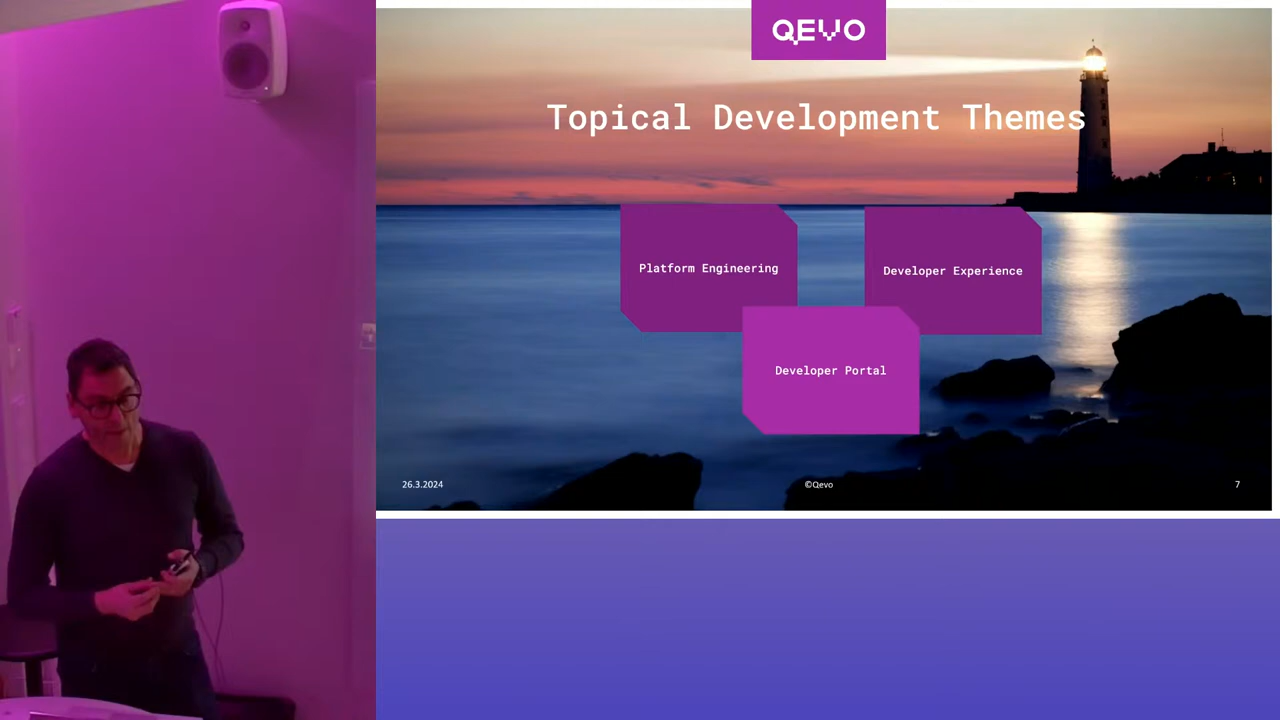 QEVO
Topical Development Themes
Platform Engineering
Developer Experience
Developer Portal
26.3.2024
©Qevo
7